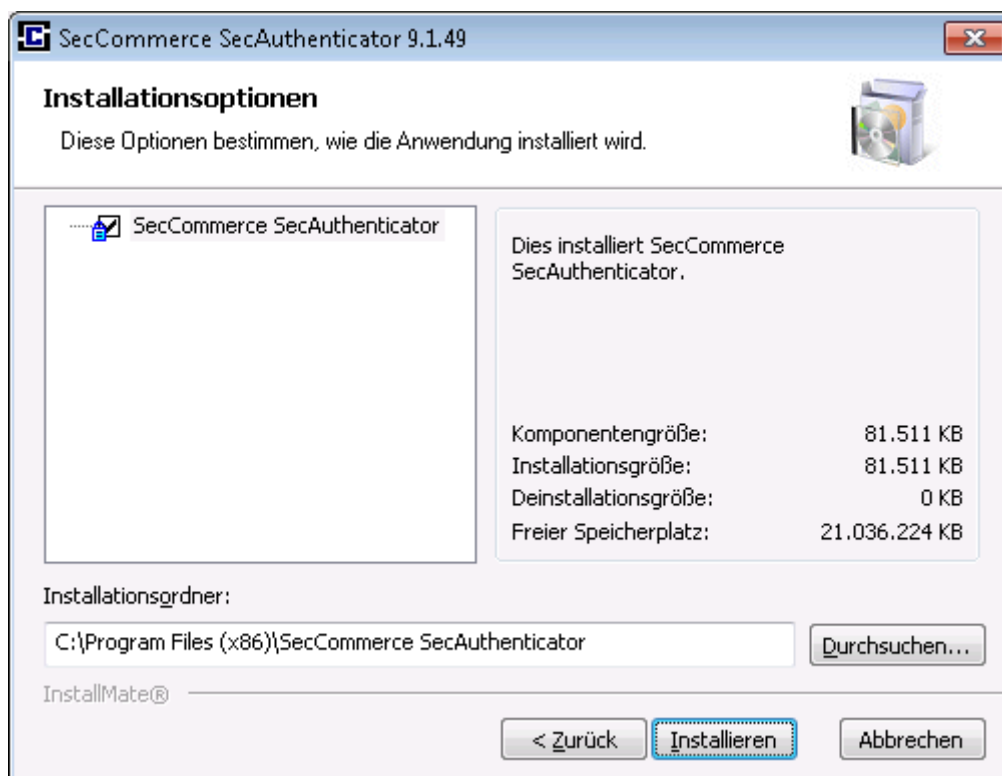 SecCommerce SecAuthenticator 9.1.49
Installationsoptionen
Diese Optionen bestimmen, wie die Anwendung installiert wird.
SecCommerce SecAuthenticator
Dies installiert SecCommerce
SecAuthenticator.
Komponentengröße: 81.511 KB
Installationsgröße: 81.511 KB
Deinstallationsgröße: 0 KB
Freier Speicherplatz: 21.036.224 KB
Installationsordner:
C:\Program Files (x86)\SecCommerce SecAuthenticator
Durchsuchen...
InstallMate®
< Zurück
Installieren
Abbrechen